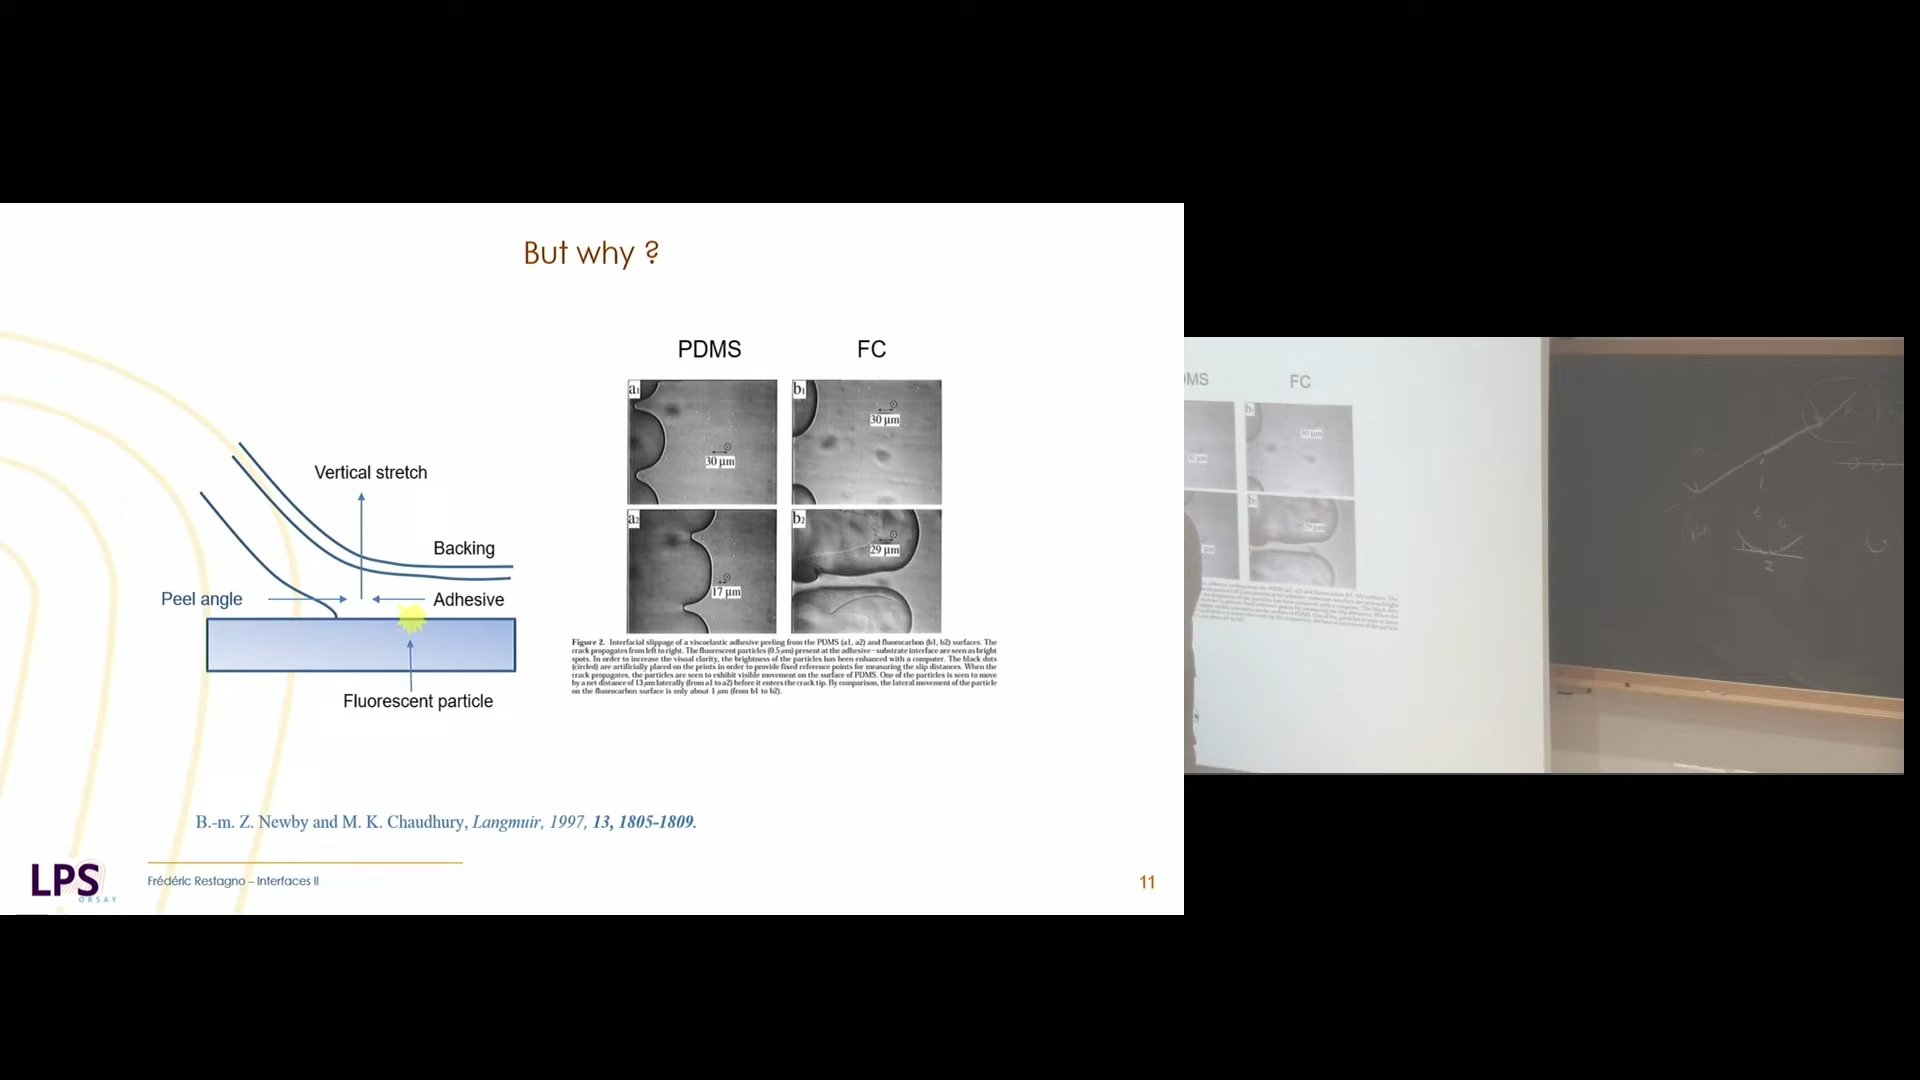 But why ?
PDMS
FC
a1
b1
30 µm
30 µm
a2
b2
29 µm
17 µm
Vertical stretch
Backing
Peel angle
Adhesive
Fluorescent particle
Figure 2. Interfacial slippage of a viscoelastic adhesive peeling from the PDMS (a1, a2) and fluorocarbon (b1, b2) surfaces. The
crack propagates from left to right. The fluorescent particles (0.5 µm) present at the adhesive−substrate interface are seen as bright
spots. In order to increase the visual clarity, the brightness of the particles has been enhanced with a computer. The black dots
(circled) are artificially placed on the prints in order to provide fixed reference points for measuring the slip distances. When the
crack propagates, the particles are seen to exhibit visible movement on the surface of PDMS. One of the particles is seen to move
by a net distance of 13 µm laterally (from a1 to a2) before it enters the crack tip. By comparison, the lateral movement of the particle
on the fluorocarbon surface is only about 1 µm (from b1 to b2).
B.-m. Z. Newby and M. K. Chaudhury, Langmuir, 1997, 13, 1805-1809.
LPS
ORSAY
Frédéric Restagno – Interfaces II
11
DMS
FC
30 µm